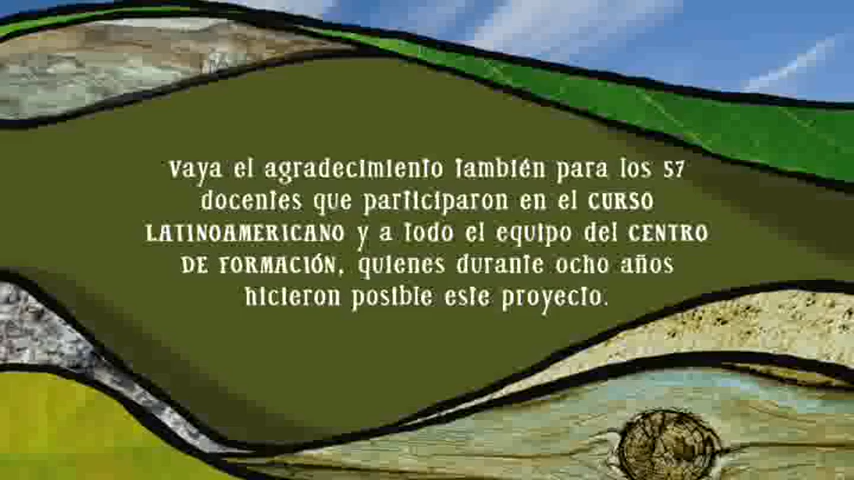 Vaya el agradecimiento también para los 57
docentes que participaron en el CURSO
LATINOAMERICANO y a todo el equipo del CENTRO
DE FORMACIÓN, quienes durante ocho años
hicieron posible este proyecto.